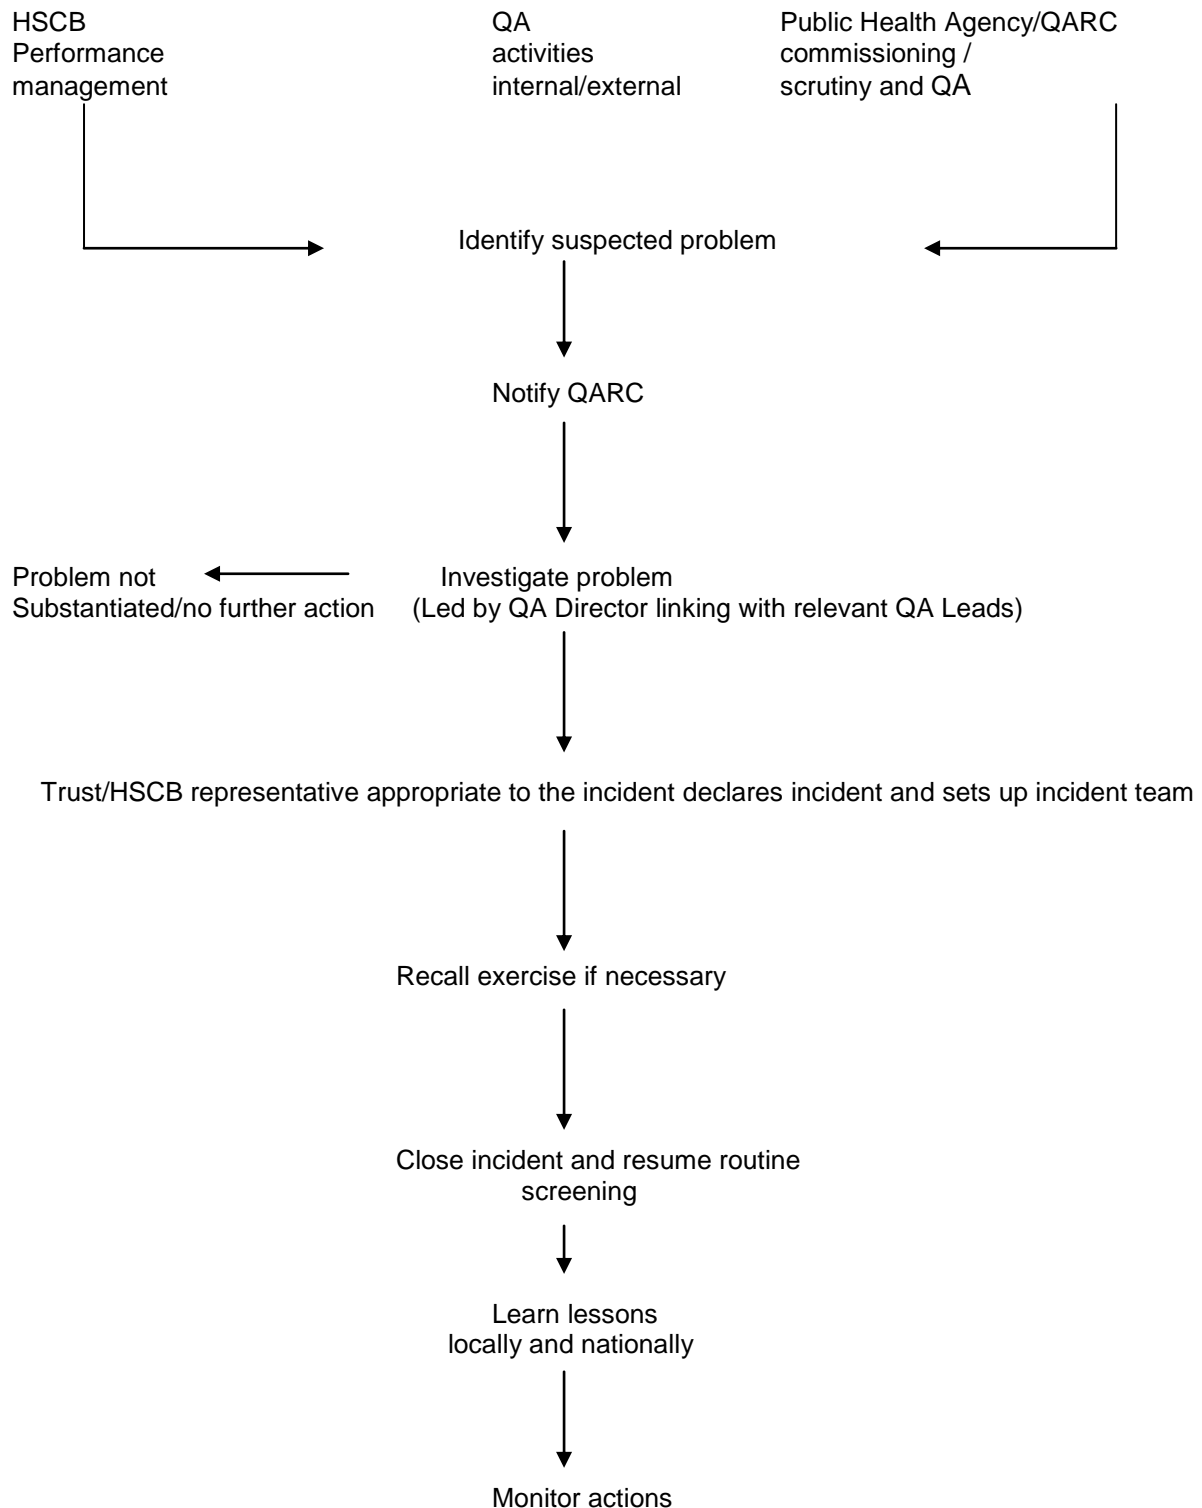 HSCB
Performance
management
QA
activities
internal/external
Public Health Agency/QARC
commissioning /
scrutiny and QA
Identify suspected problem
Notify QARC
Problem not
Substantiated/no further action
Investigate problem
(Led by QA Director linking with relevant QA Leads)
Trust/HSCB representative appropriate to the incident declares incident and sets up incident team
Recall exercise if necessary
Close incident and resume routine
screening
Learn lessons
locally and nationally
Monitor actions